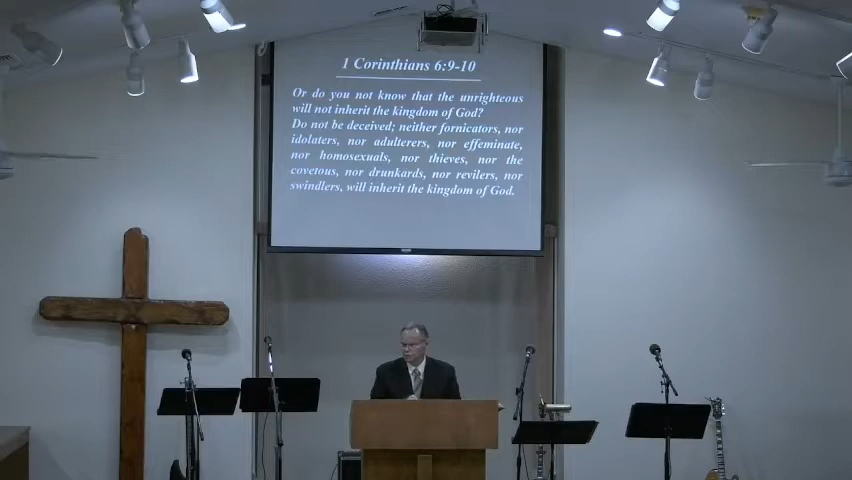 1 Corinthians 6:9-10
Or do you not know that the unrighteous
will not inherit the kingdom of God?
Do not be deceived; neither fornicators, nor
idolaters, nor adulterers, nor effeminate,
nor homosexuals, nor thieves, nor the
covetous, nor drunkards, nor revilers, nor
swindlers, will inherit the kingdom of God.